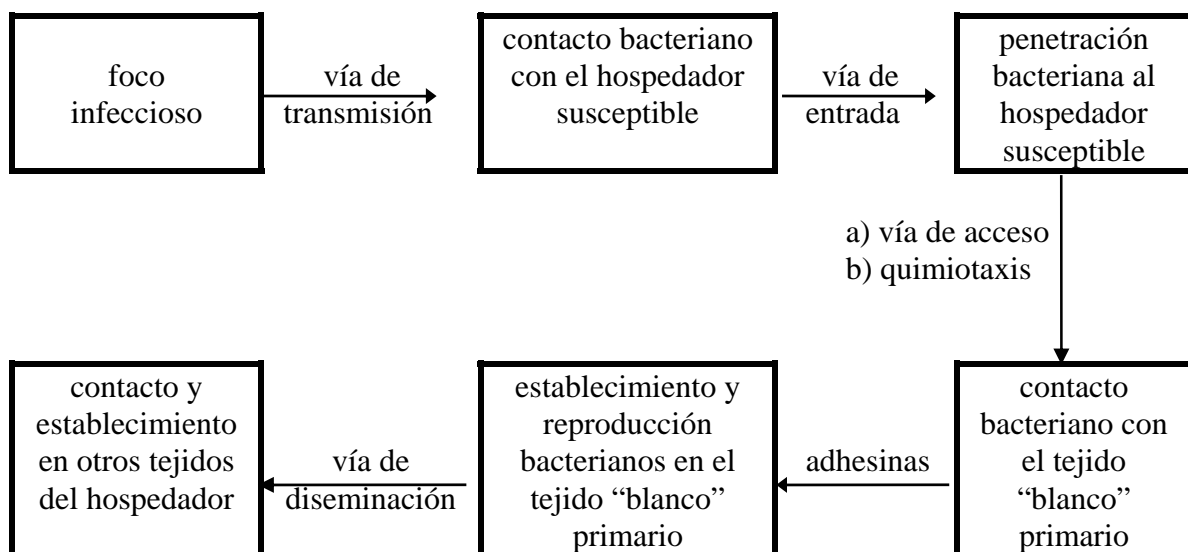 foco
infeccioso
vía de
transmisión
contacto bacteriano
con el hospedador
susceptible
vía de
entrada
penetración
bacteriana al
hospedador
susceptible
a) vía de acceso
b) quimiotaxis
contacto
bacteriano con
el tejido
“blanco”
primario
adhesinas
establecimiento y
reproducción
bacterianos en el
tejido “blanco”
primario
vía de
diseminación
contacto y
establecimiento
en otros tejidos
del hospedador